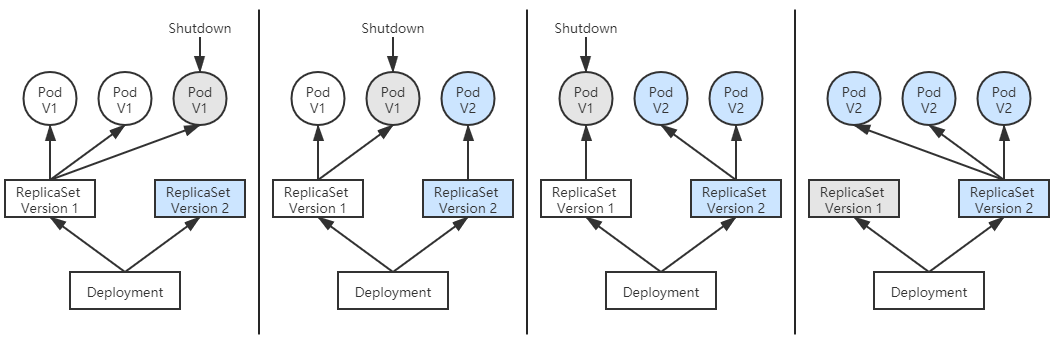 Shutdown
Pod
V1
Pod
V1
Pod
V1
ReplicaSet
Version 1
ReplicaSet
Version 2
Deployment
Shutdown
Pod
V1
Pod
V1
Pod
V2
ReplicaSet
Version 1
ReplicaSet
Version 2
Deployment
Shutdown
Pod
V1
Pod
V2
Pod
V2
ReplicaSet
Version 1
ReplicaSet
Version 2
Deployment
Pod
V2
Pod
V2
Pod
V2
ReplicaSet
Version 1
ReplicaSet
Version 2
Deployment